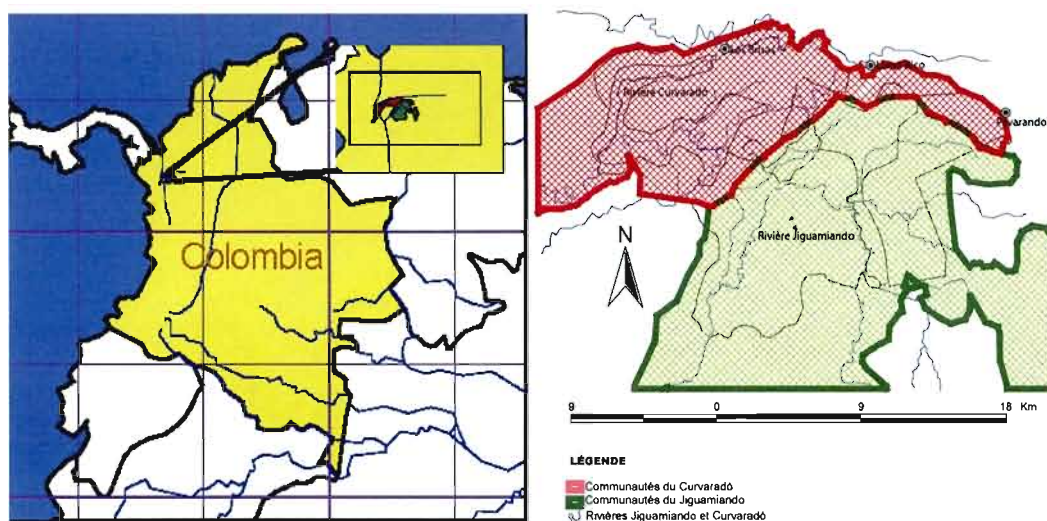 Colombia
Rivière Curvaradó
Pavarando
Rivière Jiguamiando
N
9 0 9 18 Km
LÉGENDE
Communautés du Curvaradó
Communautés du Jiguamiando
Rivières Jiguamiando et Curvaradó